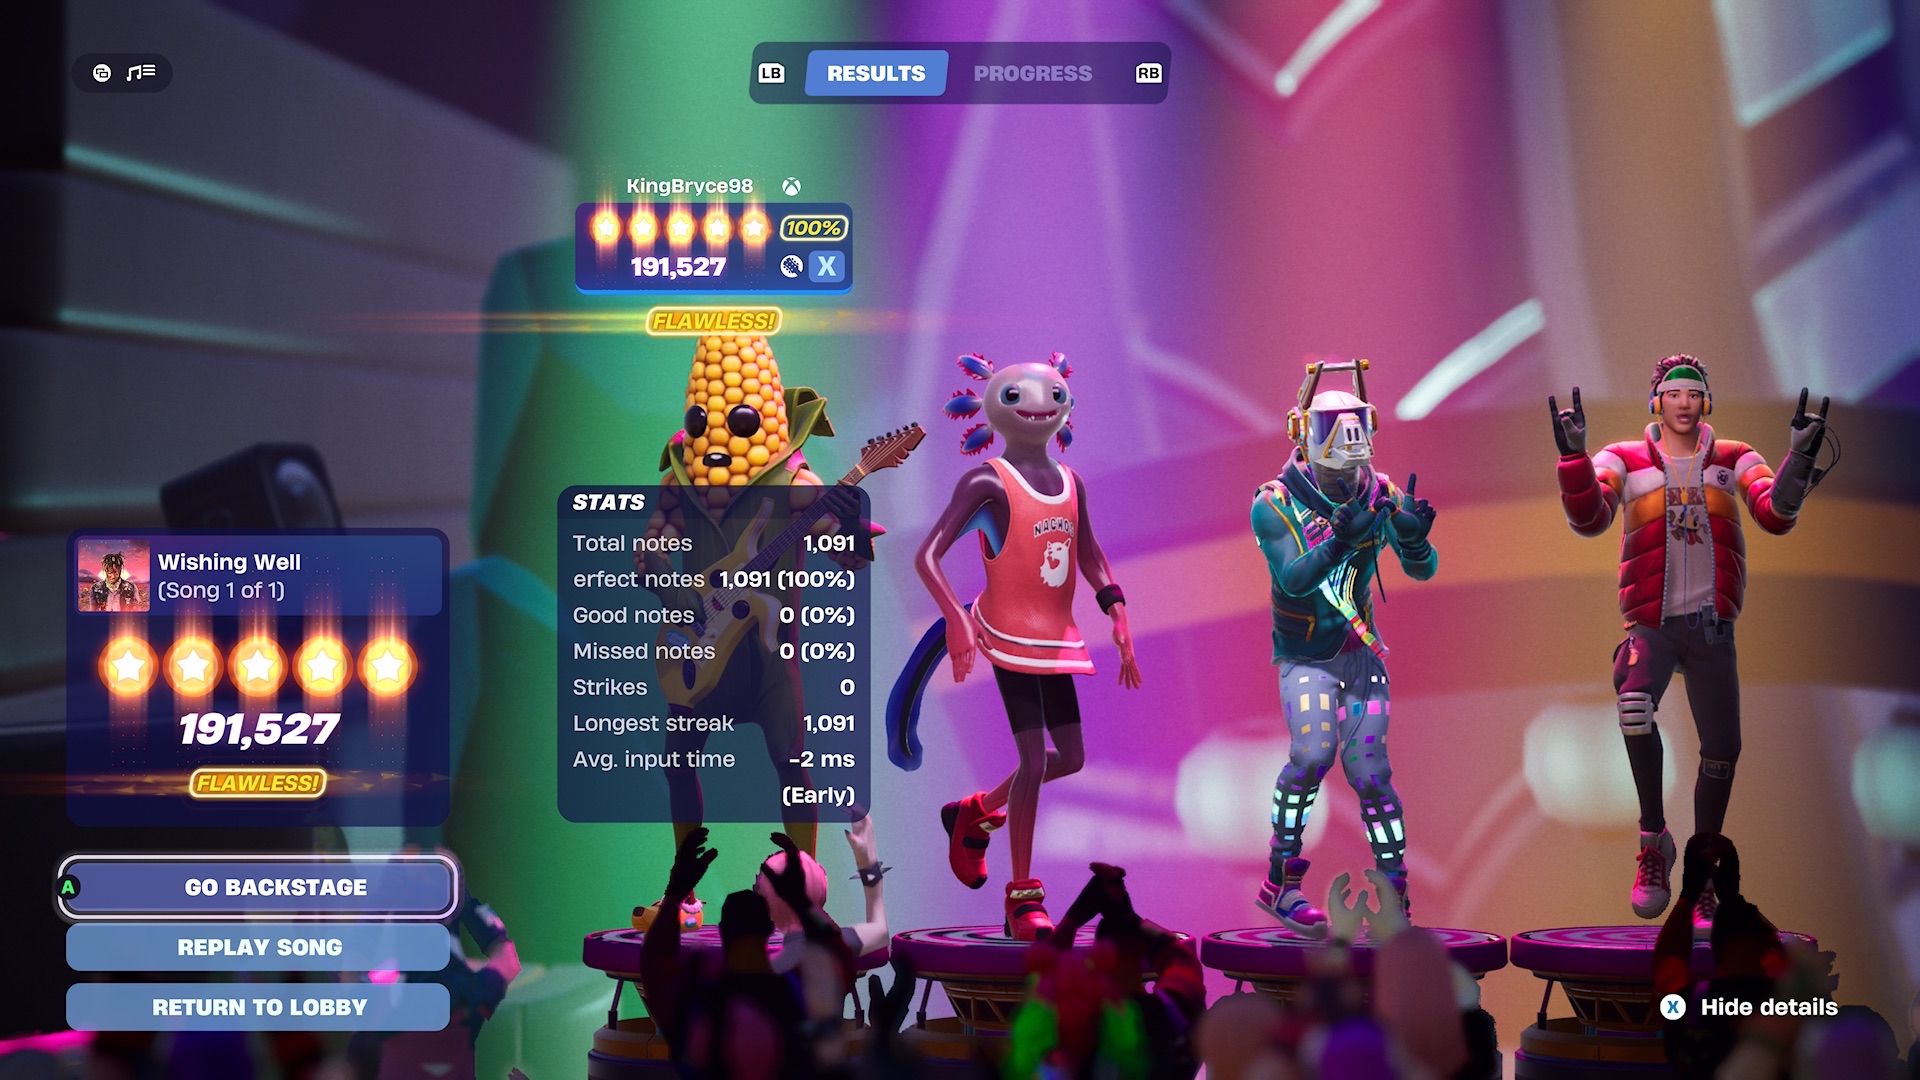 LB RESULTS PROGRESS RB
KingBryce98
100%
191,527
X
FLAWLESS!
NACHO
STATS
Total notes 1,091
erfect notes 1,091 (100%)
Good notes 0 (0%)
Missed notes 0 (0%)
Strikes 0
Longest streak 1,091
Avg. input time -2 ms
(Early)
Wishing Well
(Song 1 of 1)
191,527
FLAWLESS!
A GO BACKSTAGE
REPLAY SONG
RETURN TO LOBBY
X Hide details